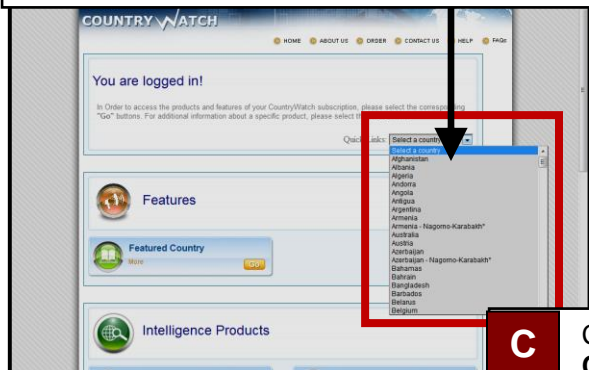 COUNTRY WATCH
HOME ABOUT US ORDER CONTACT US HELP FAQs
You are logged in!
In Order to access the products and features of your CountryWatch subscription, please select the corresponding
"Go" buttons. For additional information about a specific product, please select th
Quick Links: Select a country
Select a country
Afghanistan
Albania
Algeria
Andorra
Angola
Antigua
Argentina
Armenia
Armenia - Nagorno-Karabakh*
Australia
Austria
Azerbaijan
Azerbaijan - Nagorno-Karabakh*
Bahamas
Bahrain
Bangladesh
Barbados
Belarus
Belgium
Features
Featured Country
More
Go
Intelligence Products
C